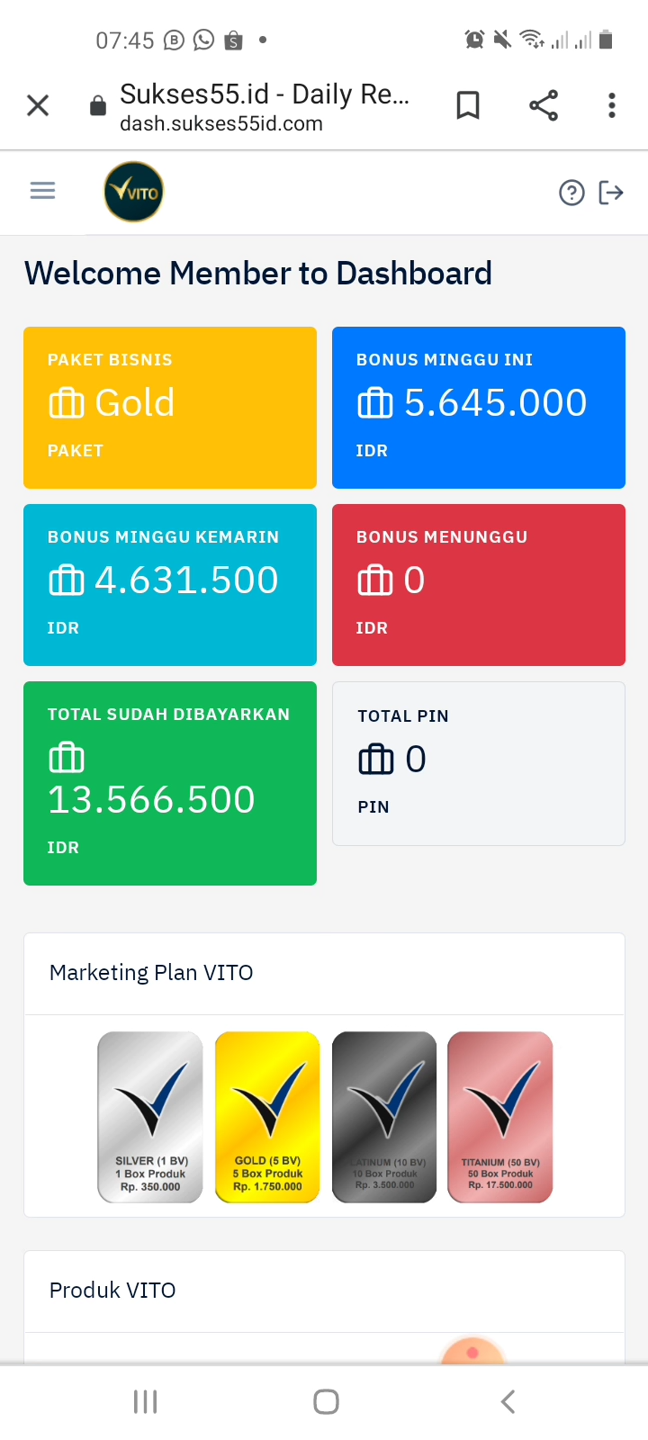 07:45
Sukses55.id - Daily Re...
dash.sukses55id.com
VITO
Welcome Member to Dashboard
PAKET BISNIS
Gold
PAKET
BONUS MINGGU INI
5.645.000
IDR
BONUS MINGGU KEMARIN
4.631.500
IDR
BONUS MENUNGGU
0
IDR
TOTAL SUDAH DIBAYARKAN
13.566.500
IDR
TOTAL PIN
0
PIN
Marketing Plan VITO
SILVER (1 BV)
1 Box Produk
Rp. 350.000
GOLD (5 BV)
5 Box Produk
Rp. 1.750.000
LATINUM (10 BV)
10 Box Produk
Rp. 3.500.000
TITANIUM (50 BV)
50 Box Produk
Rp. 17.500.000
Produk VITO